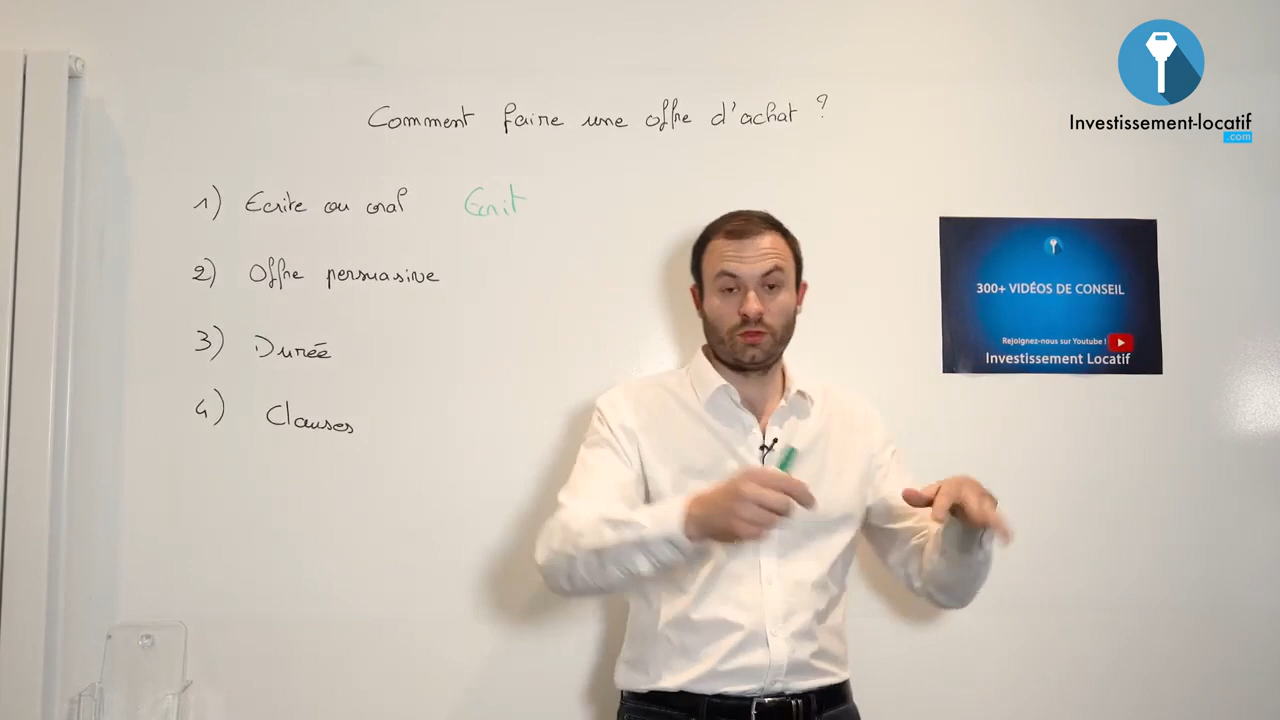 Comment faire une offre d'achat ?
Investissement-locatif
.com
1) Ecrite ou oral Ecrit
2) Offre persuasive
3) Durée
4) Clauses
300+ VIDÉOS DE CONSEIL
Rejoignez-nous sur Youtube !
Investissement Locatif